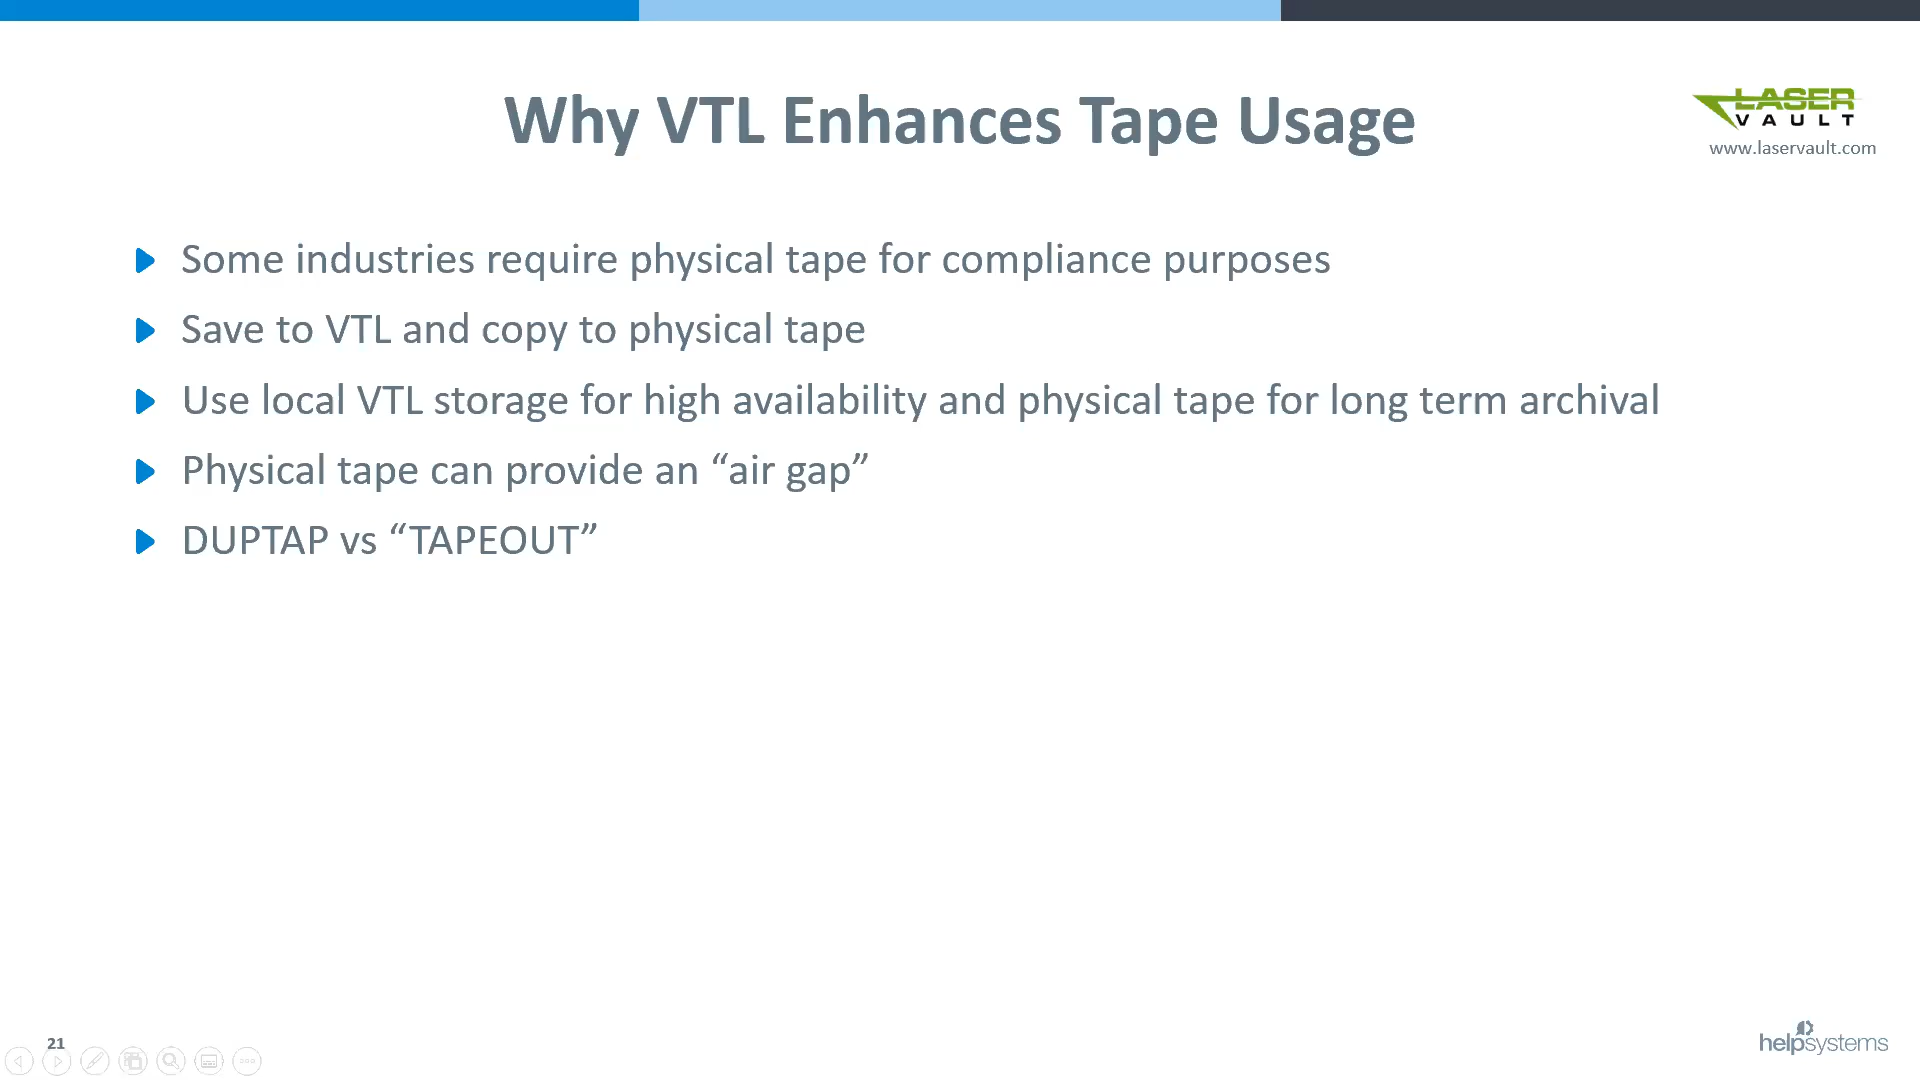 Why VTL Enhances Tape Usage
LASER
VAULT
www.laservault.com
Some industries require physical tape for compliance purposes
Save to VTL and copy to physical tape
Use local VTL storage for high availability and physical tape for long term archival
Physical tape can provide an “air gap”
DUPTAP vs “TAPEOUT”
21
helpsystems